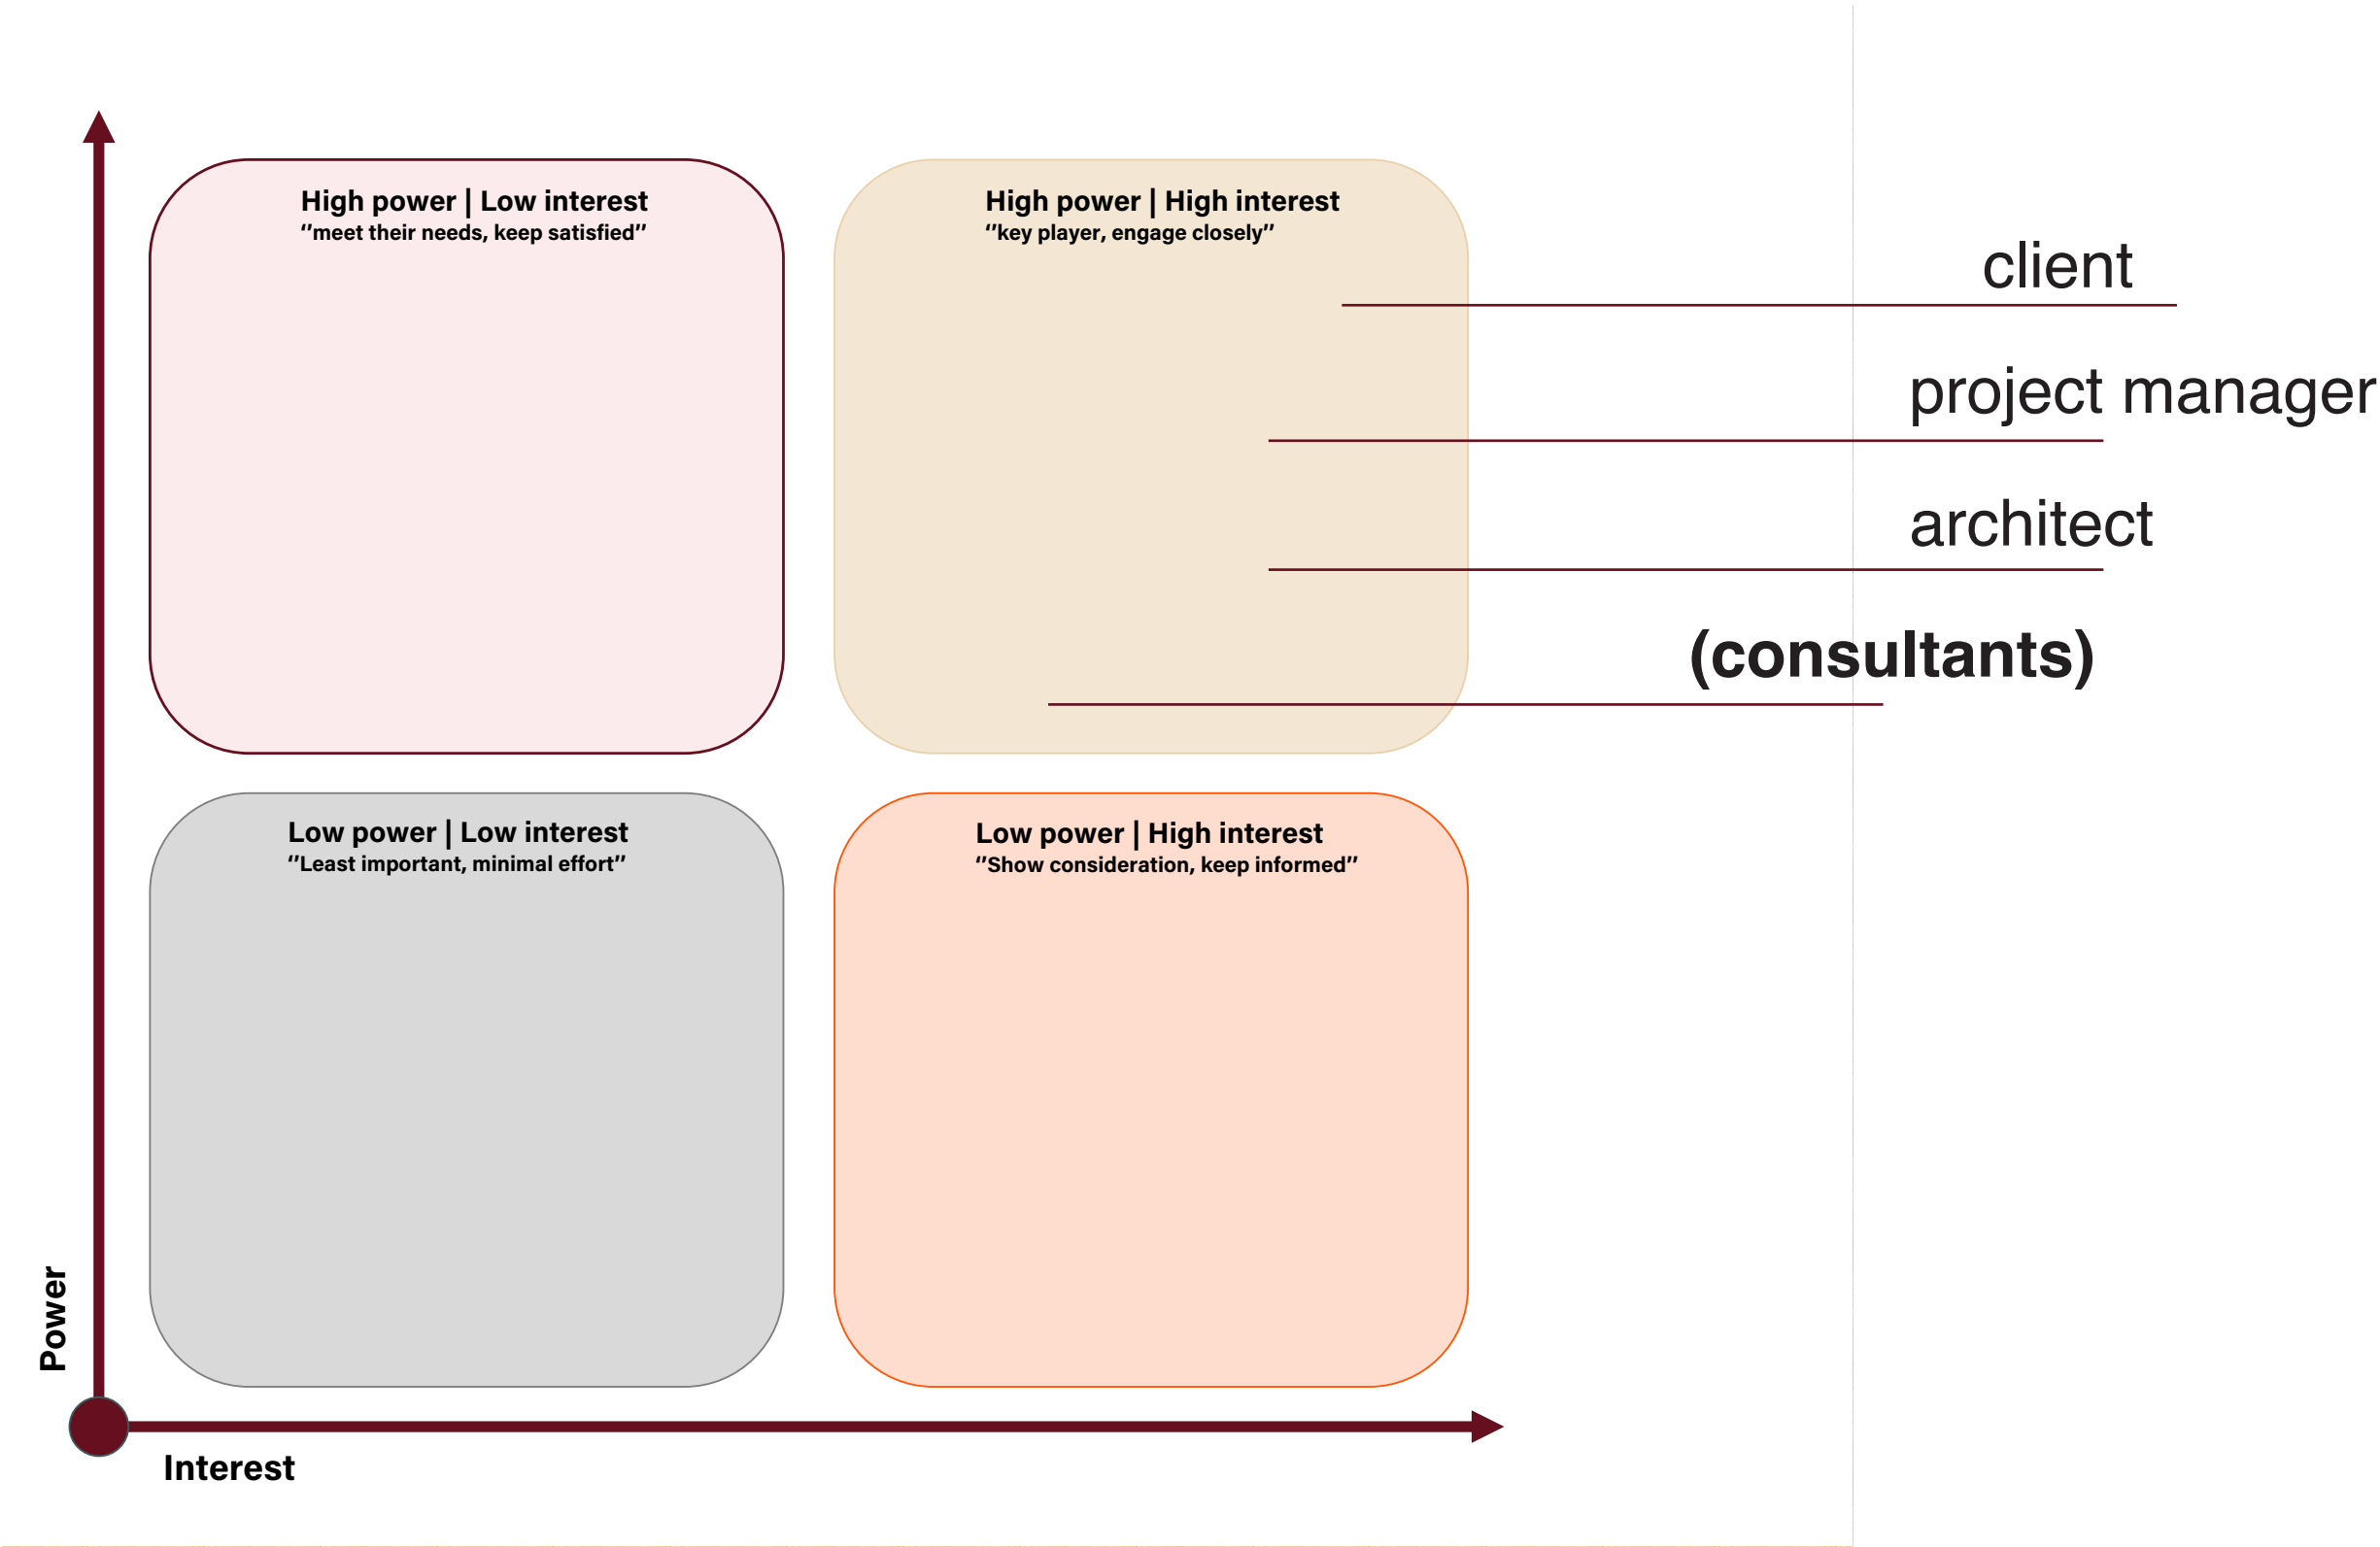 High power | Low interest
‘’meet their needs, keep satisfied’’
High power | High interest
‘’key player, engage closely’’
client
project manager
architect
(consultants)
Low power | Low interest
‘’Least important, minimal effort’’
Low power | High interest
‘’Show consideration, keep informed’’
Power
Interest